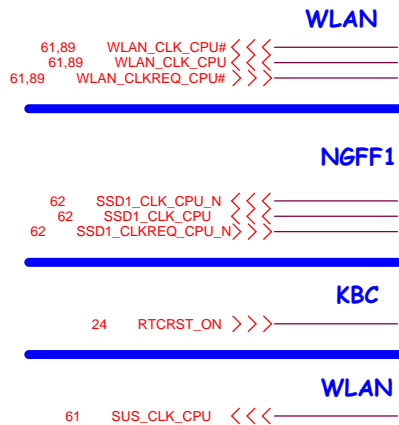 WLAN
61,89 WLAN_CLK_CPU#
61,89 WLAN_CLK_CPU
61,89 WLAN_CLKREQ_CPU#
NGFF1
62 SSD1_CLK_CPU_N
62 SSD1_CLK_CPU
62 SSD1_CLKREQ_CPU_N
KBC
24 RTCRST_ON
WLAN
61 SUS_CLK_CPU